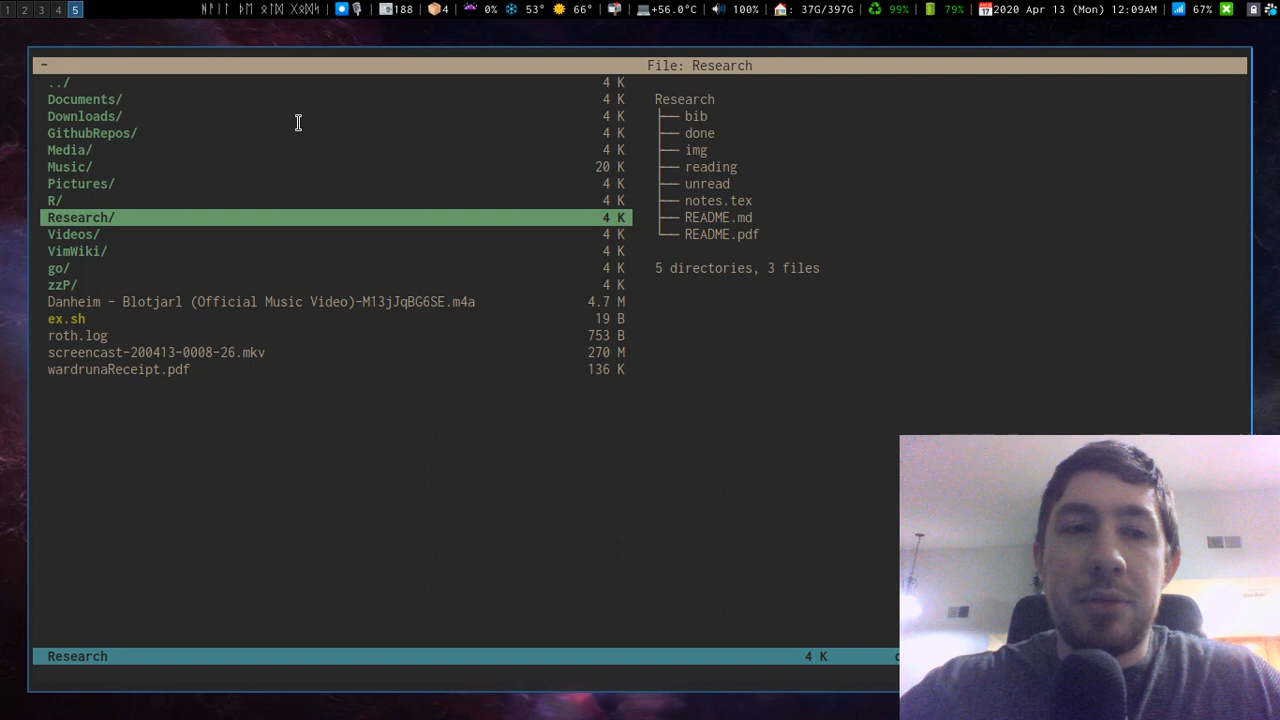 1 2 3 4 5 ᚺᚨᛁᛚ 188 4 0% 53° 66° +56.0°C 100% : 37G/397G 99% 79% 2020 Apr 13 (Mon) 12:09AM 67%
~ File: Research
../ 4 K
Documents/ 4 K Research
Downloads/ 4 K ├── bib
GithubRepos/ 4 K ├── done
Media/ 4 K ├── img
Music/ 20 K ├── reading
Pictures/ 4 K ├── unread
R/ 4 K ├── notes.tex
Research/ 4 K ├── README.md
Videos/ 4 K └── README.pdf
VimWiki/ 4 K
go/ 4 K 5 directories, 3 files
zzP/ 4 K
Danheim - Blotjarl (Official Music Video)-M13jJqBG6SE.m4a 4.7 M
ex.sh 19 B
roth.log 753 B
screencast-200413-0008-26.mkv 270 M
wardrunaReceipt.pdf 136 K
Research 4 K